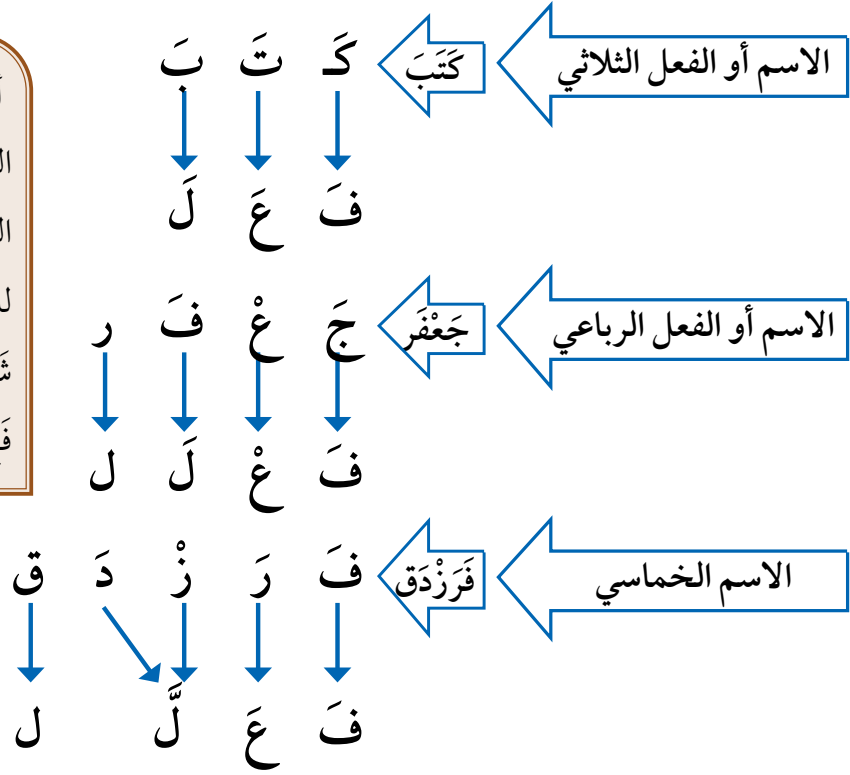 الاسم أو الفعل الثلاثي كَتَبَ كَـ تَ بَ
فَ عَ لَ
الاسم أو الفعل الرباعي جَعْفَر جَ عْ فَ ر
فَ عْ لَ ل
الاسم الخماسي فَرَزْدَق فَ رَ زْ دَ ق
فَ عَ لَّ ل